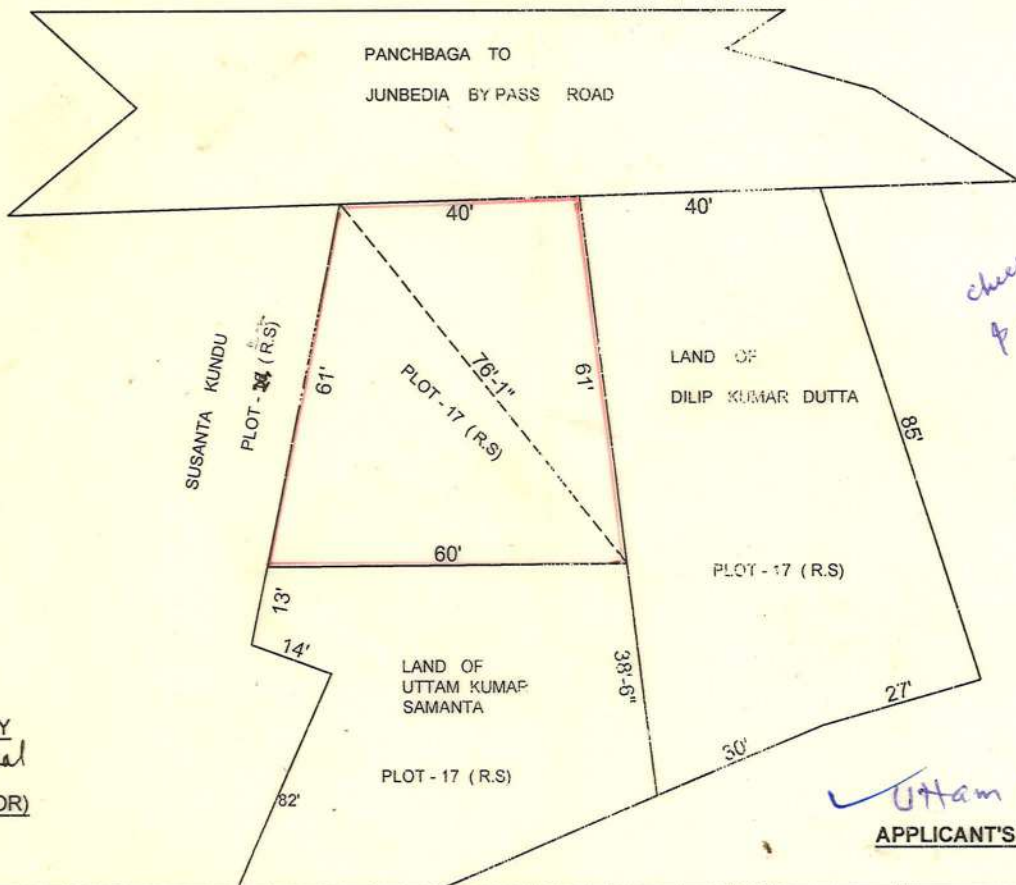 PANCHBAGA TO
JUNBEDIA BY PASS ROAD
40'
40'
SUSANTA KUNDU
PLOT - (R.S)
61'
76'-1"
PLOT - 17 (R.S)
61'
LAND OF
DILIP KUMAR DUTTA
85'
60'
PLOT - 17 (R.S)
13'
14'
LAND OF
UTTAM KUMAR
SAMANTA
38'-6"
27'
30'
PLOT - 17 (R.S)
82'
Y
al
OR)
Uttam
APPLICANT'S